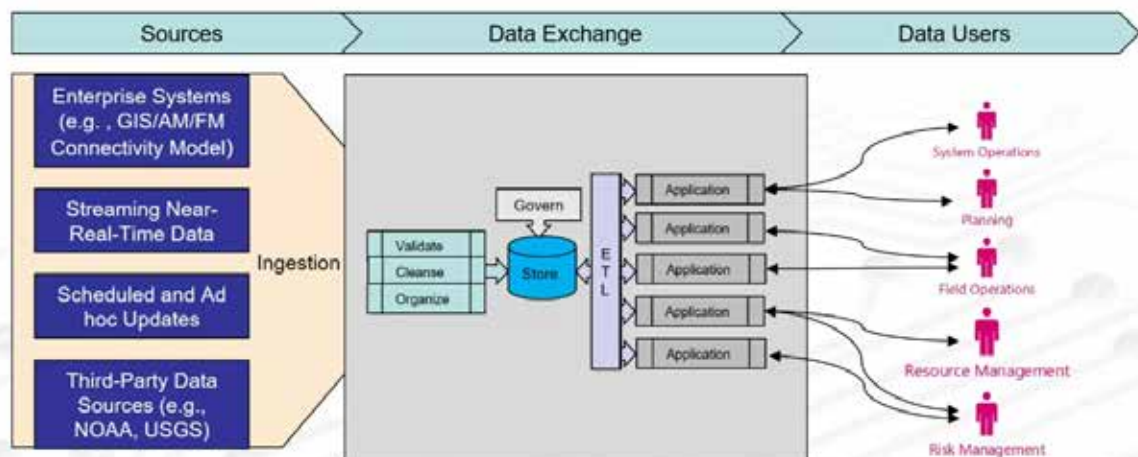 Sources
Data Exchange
Data Users
Enterprise Systems
(e.g. , GIS/AM/FM
Connectivity Model)
Streaming Near-
Real-Time Data
Scheduled and Ad
hoc Updates
Third-Party Data
Sources (e.g.,
NOAA, USGS)
Ingestion
Validate
Cleanse
Organize
Govern
Store
ETL
Application
Application
Application
Application
Application
System Operations
Planning
Field Operations
Resource Management
Risk Management